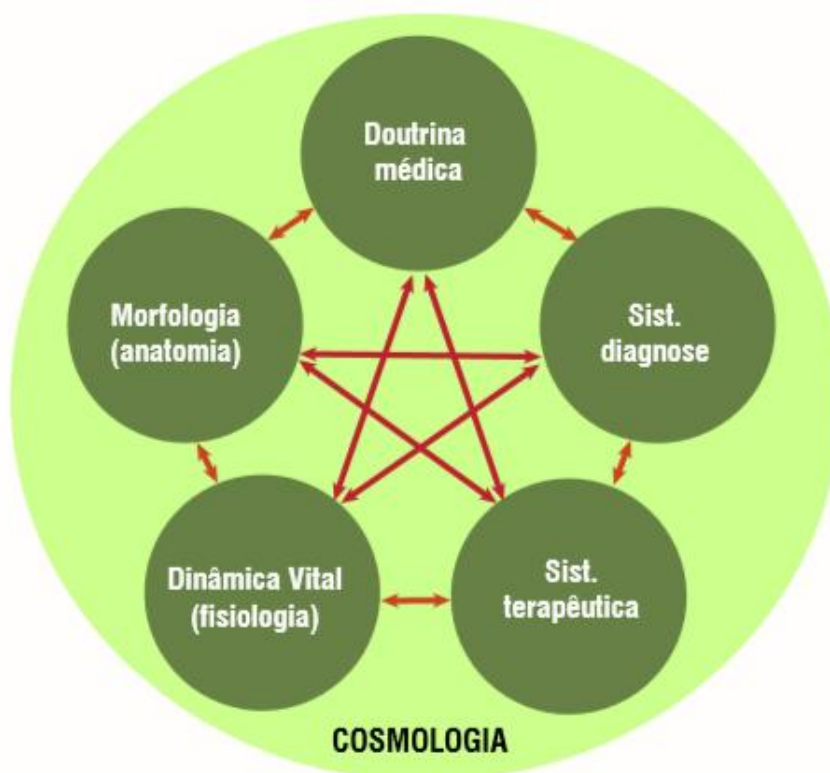 Doutrina
médica
Morfologia
(anatomia)
Sist.
diagnose
Dinâmica Vital
(fisiologia)
Sist.
terapêutica
COSMOLOGIA